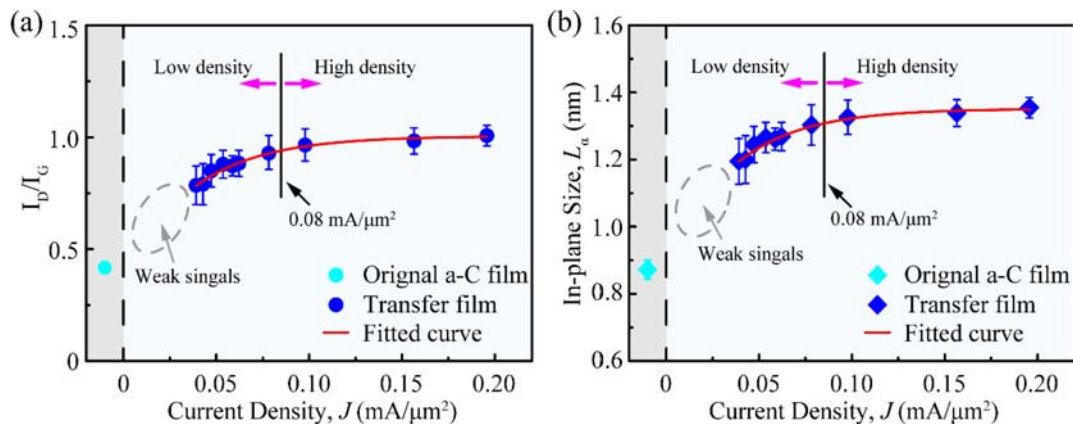 (a)
1.5
1.0
0.5
0
I_D/I_G
Low density
High density
0.08 mA/μm²
Weak singals
Orignal a-C film
Transfer film
Fitted curve
0
0.05
0.10
0.15
0.20
Current Density, J (mA/μm²)
(b)
1.6
1.4
1.2
1.0
0.8
0.6
In-plane Size, Lα (nm)
Low density
High density
0.08 mA/μm²
Weak singals
Orignal a-C film
Transfer film
Fitted curve
0
0.05
0.10
0.15
0.20
Current Density, J (mA/μm²)